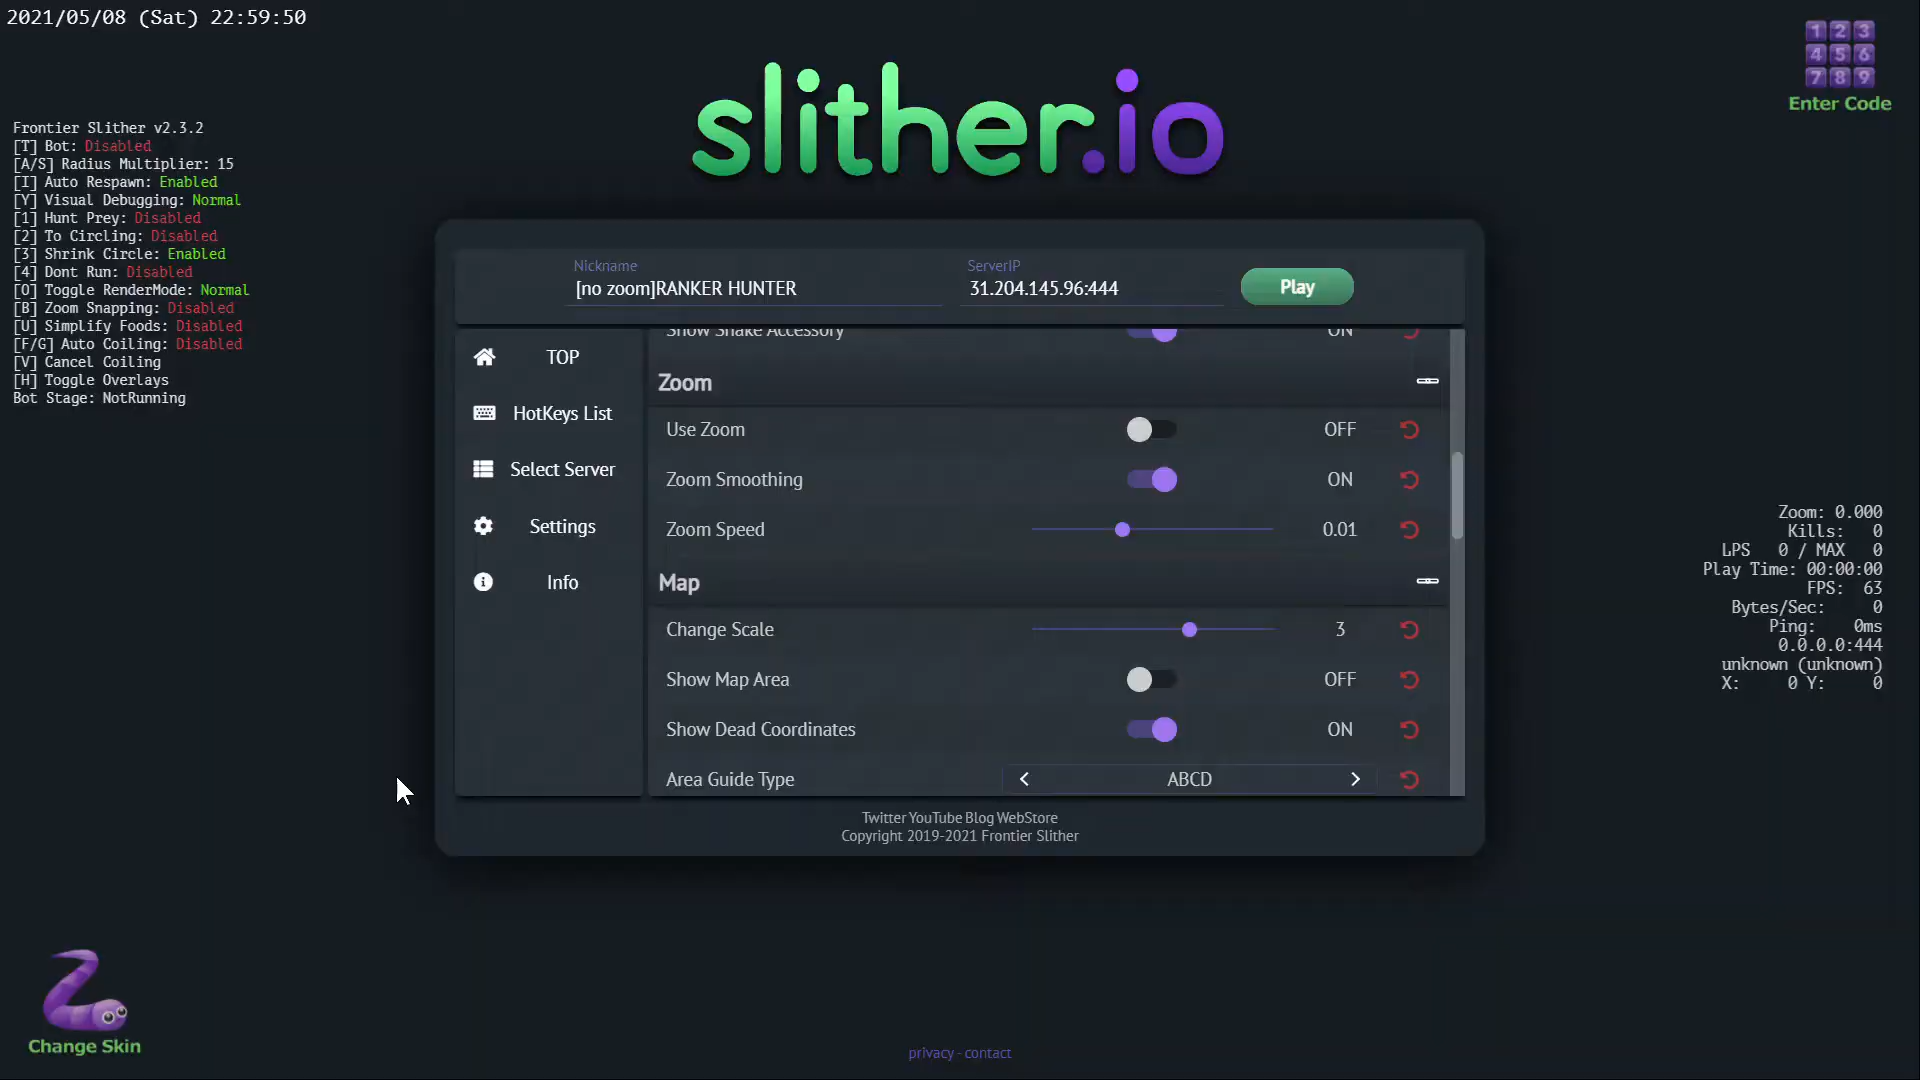 2021/05/08 (Sat) 22:59:50
slither.io
1 2 3
4 5 6
7 8 9
Enter Code
Frontier Slither v2.3.2
[T] Bot: Disabled
[A/S] Radius Multiplier: 15
[I] Auto Respawn: Enabled
[Y] Visual Debugging: Normal
[1] Hunt Prey: Disabled
[2] To Circling: Disabled
[3] Shrink Circle: Enabled
[4] Dont Run: Disabled
[O] Toggle RenderMode: Normal
[B] Zoom Snapping: Disabled
[U] Simplify Foods: Disabled
[F/G] Auto Coiling: Disabled
[V] Cancel Coiling
[H] Toggle Overlays
Bot Stage: NotRunning
Nickname
[no zoom]RANKER HUNTER
ServerIP
31.204.145.96:444
Play
TOP
HotKeys List
Select Server
Settings
Info
Show Snake Accessory ON
Zoom
Use Zoom OFF
Zoom Smoothing ON
Zoom Speed 0.01
Map
Change Scale 3
Show Map Area OFF
Show Dead Coordinates ON
Area Guide Type ABCD
Twitter YouTube Blog WebStore
Copyright 2019-2021 Frontier Slither
Zoom: 0.000
Kills: 0
LPS 0 / MAX 0
Play Time: 00:00:00
FPS: 63
Bytes/Sec: 0
Ping: 0ms
0.0.0.0:444
unknown (unknown)
X: 0 Y: 0
Change Skin
privacy - contact